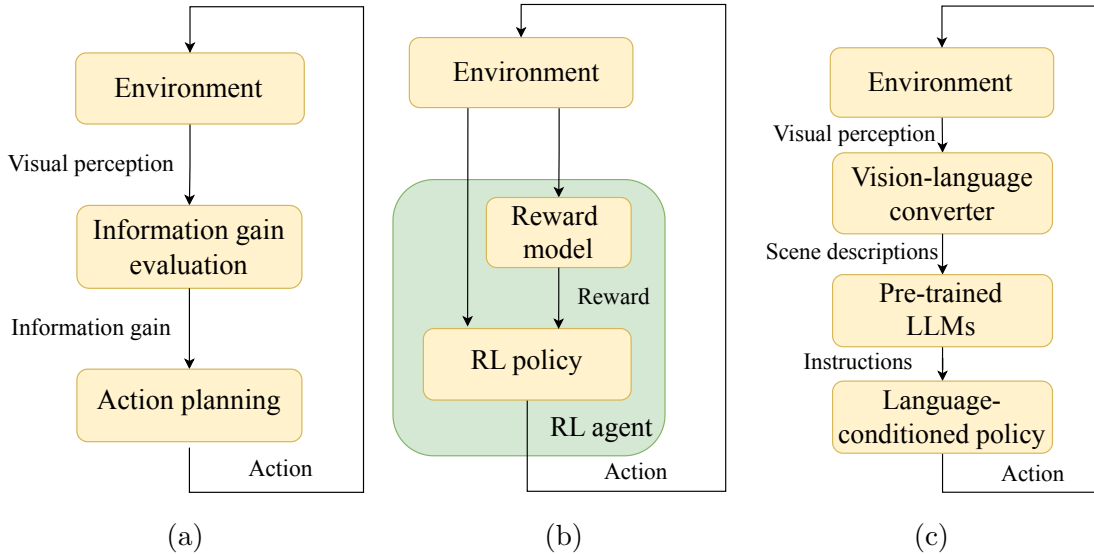 Environment
Visual perception
Information gain
evaluation
Information gain
Action planning
Action
(a)
Environment
Reward
model
Reward
RL policy
RL agent
Action
(b)
Environment
Visual perception
Vision-language
converter
Scene descriptions
Pre-trained
LLMs
Instructions
Language-
conditioned policy
Action
(c)